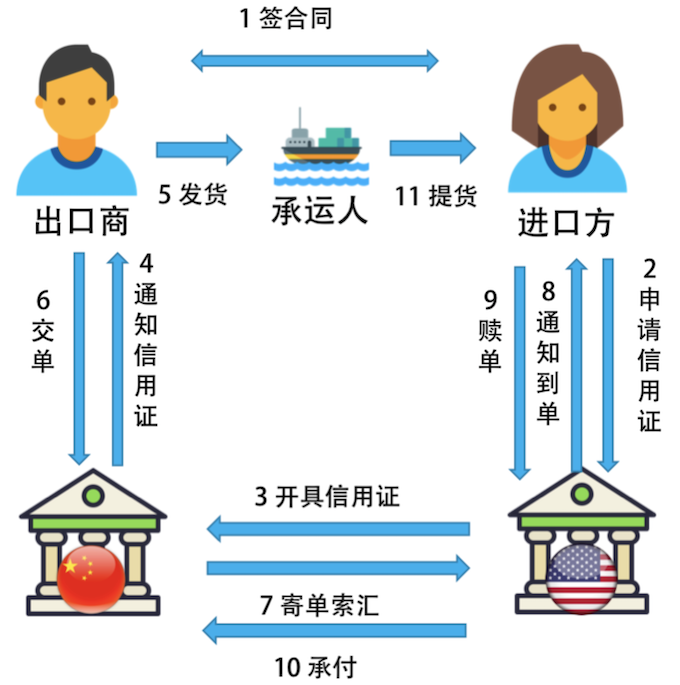 1 签合同
5 发货
承运人
11 提货
出口商
进口方
6
交
单
4
通
知
信
用
证
9
赎
单
8
通
知
到
单
2
申
请
信
用
证
3 开具信用证
7 寄单索汇
10 承付